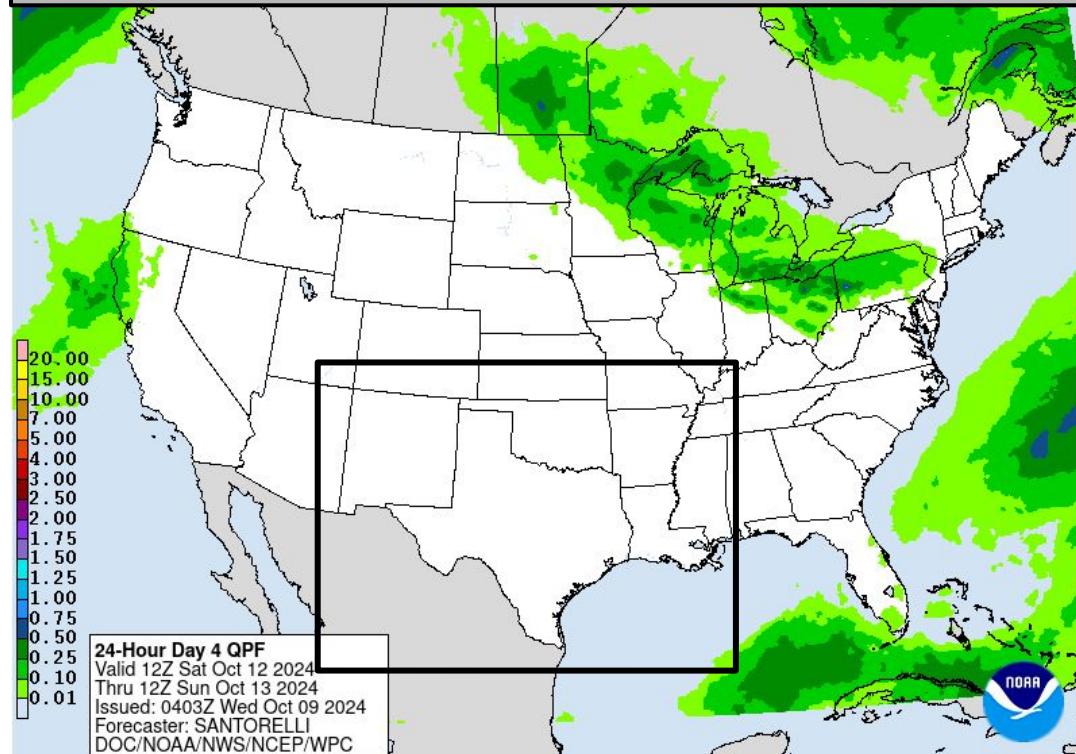 20.00
15.00
10.00
7.00
5.00
4.00
3.00
2.50
2.00
1.75
1.50
1.25
1.00
0.75
0.50
0.25
0.10
0.01
24-Hour Day 4 QPF
Valid 12Z Sat Oct 12 2024
Thru 12Z Sun Oct 13 2024
Issued: 0403Z Wed Oct 09 2024
Forecaster: SANTORELLI
DOC/NOAA/NWS/NCEP/WPC
NOAA